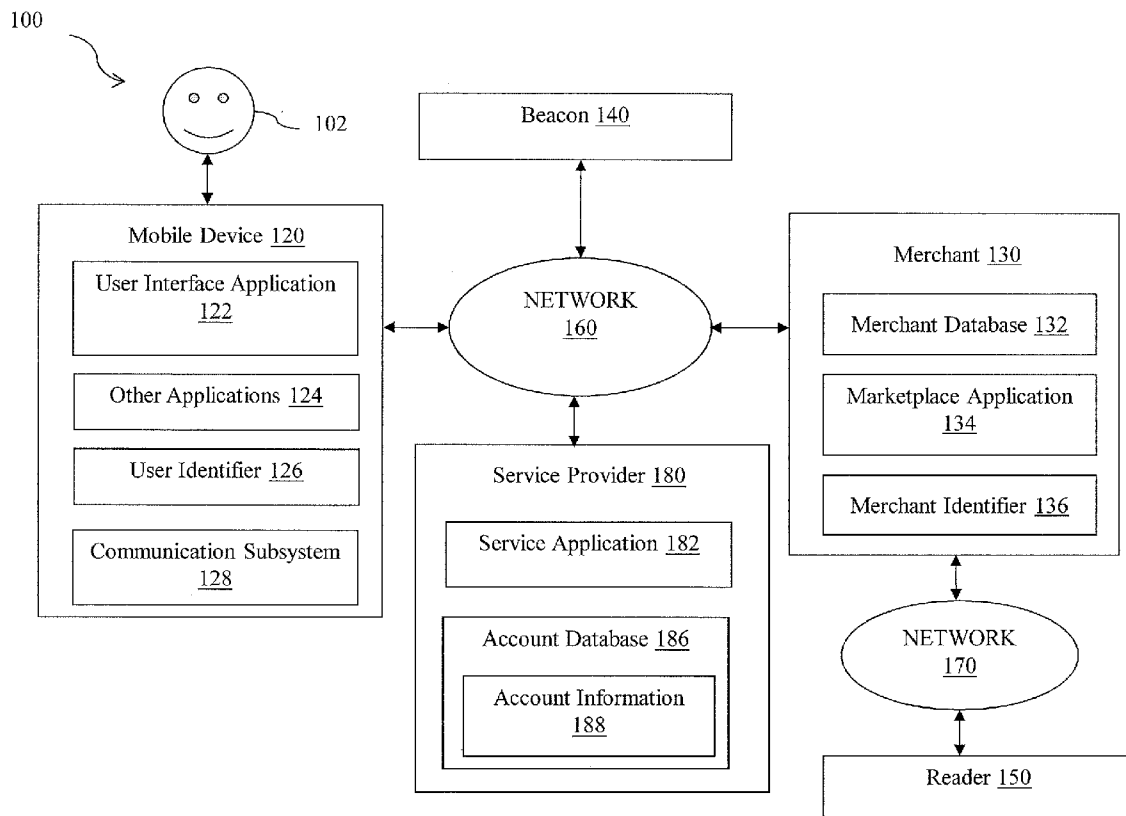 100
102
Beacon 140
Mobile Device 120
User Interface Application
122
Other Applications 124
User Identifier 126
Communication Subsystem
128
NETWORK
160
Merchant 130
Merchant Database 132
Marketplace Application
134
Merchant Identifier 136
Service Provider 180
Service Application 182
Account Database 186
Account Information
188
NETWORK
170
Reader 150